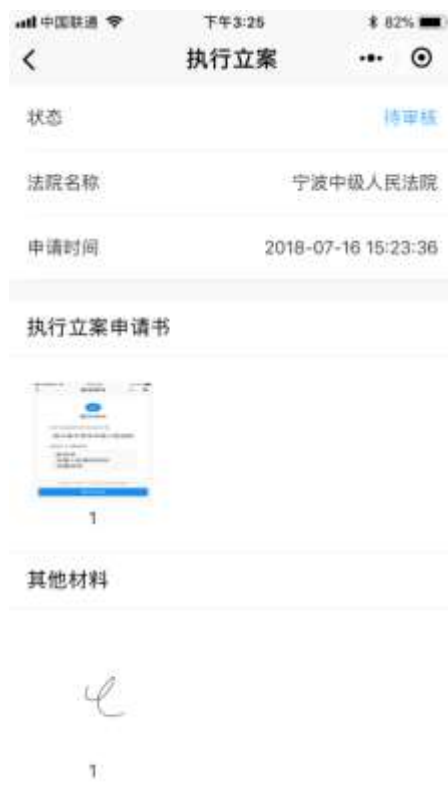 中国联通 下午3:25 82%
执行立案
状态 待审核
法院名称 宁波中级人民法院
申请时间 2018-07-16 15:23:36
执行立案申请书
1
其他材料
1